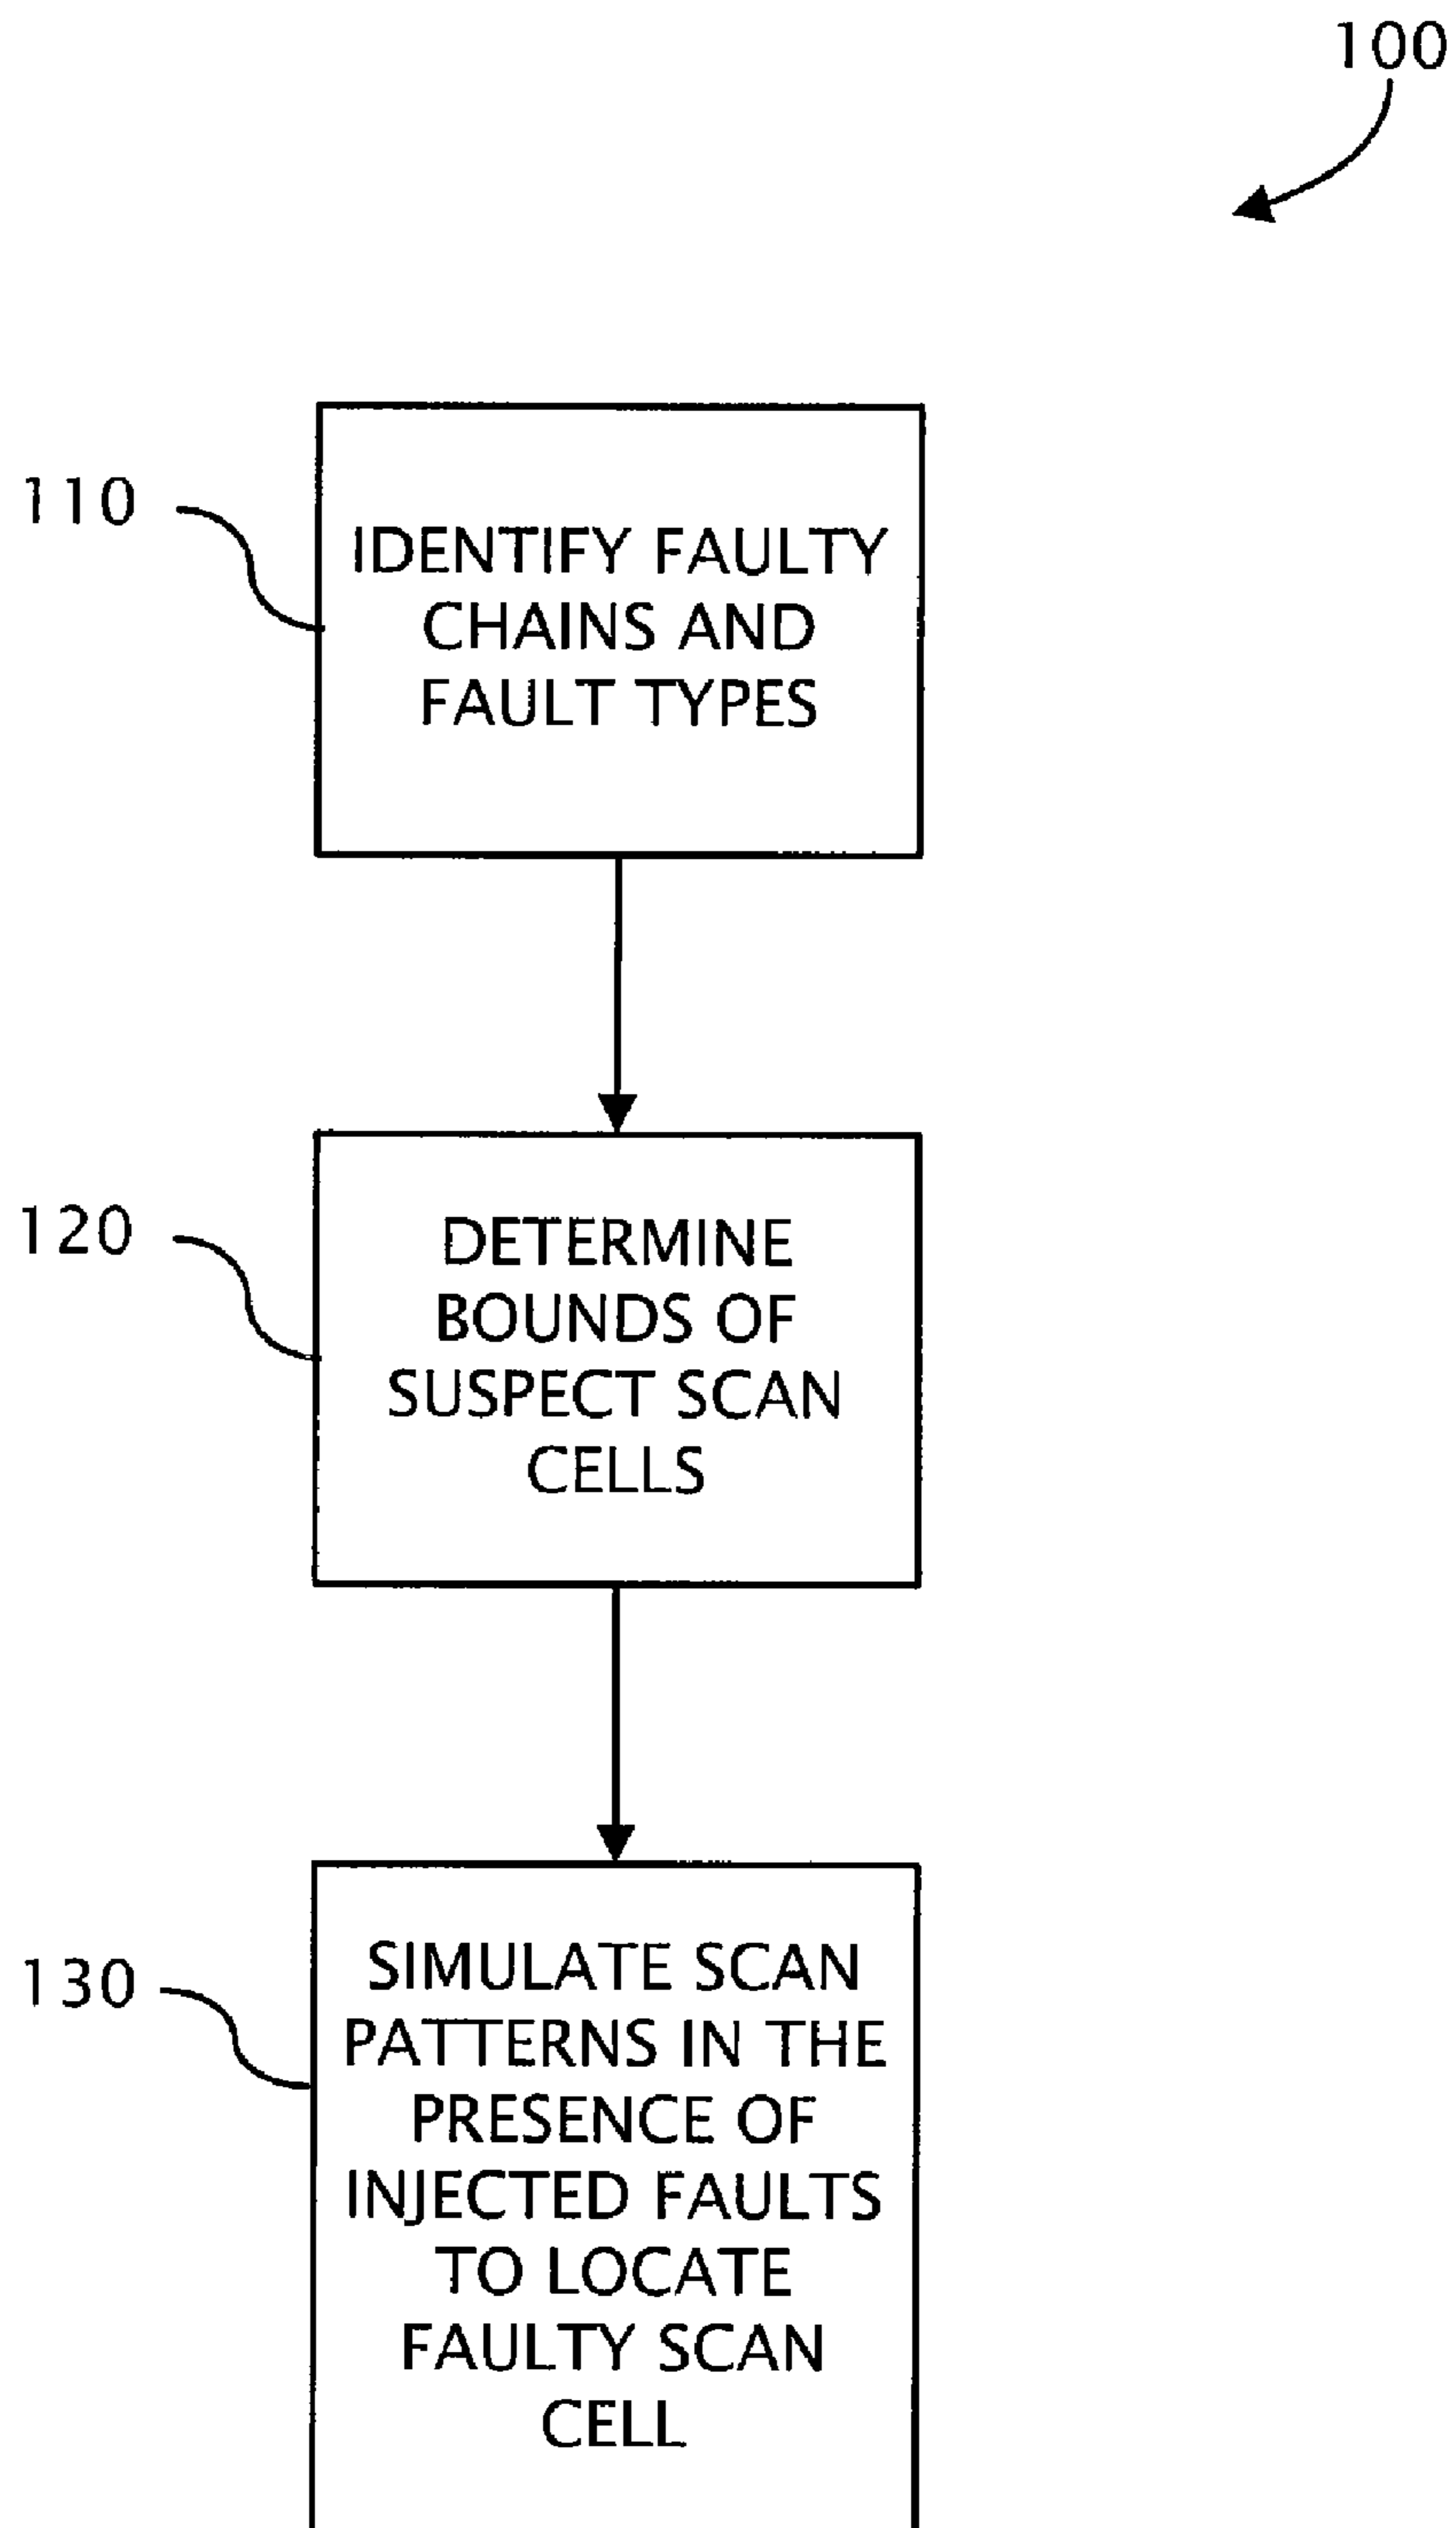 100
110
IDENTIFY FAULTY
CHAINS AND
FAULT TYPES
120
DETERMINE
BOUNDS OF
SUSPECT SCAN
CELLS
130
SIMULATE SCAN
PATTERNS IN THE
PRESENCE OF
INJECTED FAULTS
TO LOCATE
FAULTY SCAN
CELL